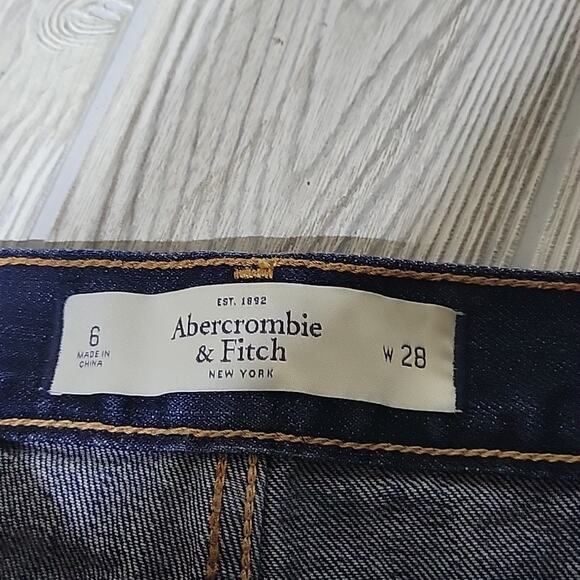 6
MADE IN
CHINA
EST. 1892
Abercrombie
& Fitch
NEW YORK
W 28